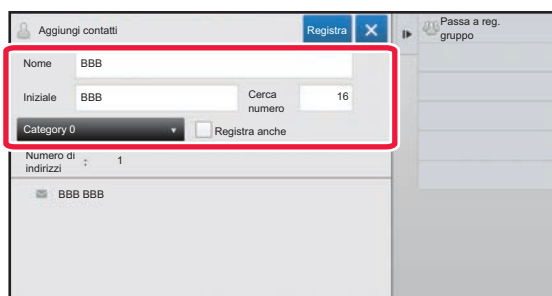 Aggiungi contatti
Registra
Passa a reg.
gruppo
Nome
BBB
Iniziale
BBB
Cerca
numero
16
Category 0
Registra anche
Numero di
indirizzi
:
1
BBB BBB